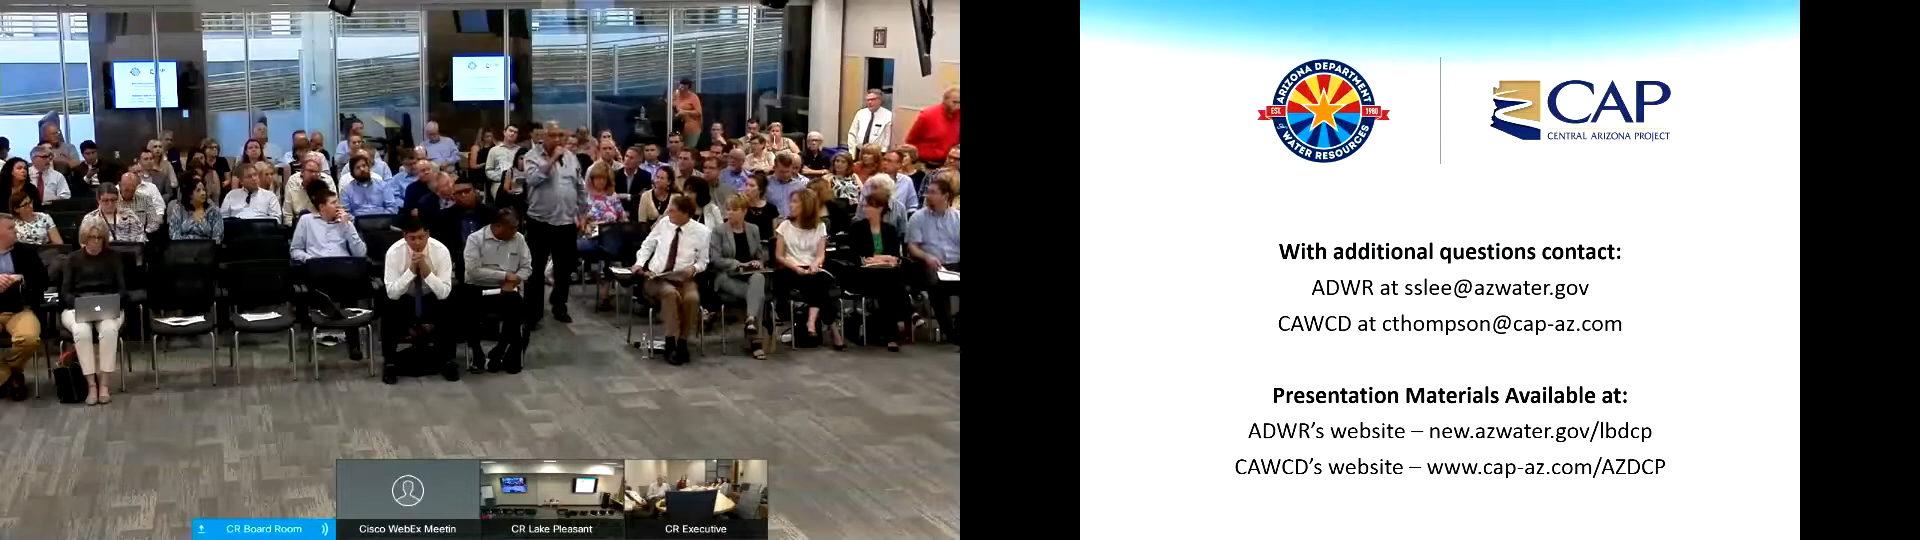 CR Board Room
Cisco WebEx Meetin
CR Lake Pleasant
CR Executive
ARIZONA DEPARTMENT
of WATER RESOURCES
EST. 1980
CAP
CENTRAL ARIZONA PROJECT
With additional questions contact:
ADWR at sslee@azwater.gov
CAWCD at cthompson@cap-az.com
Presentation Materials Available at:
ADWR’s website – new.azwater.gov/lbdcp
CAWCD’s website – www.cap-az.com/AZDCP